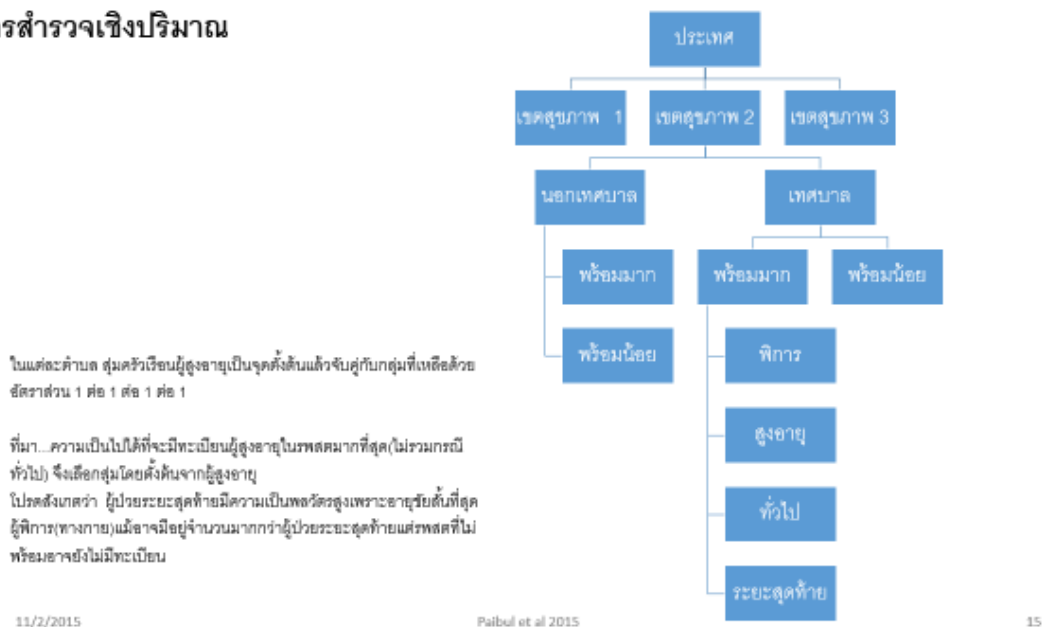 รสำรวจเชิงปริมาณ
ประเทศ
เขตสุขภาพ 1
เขตสุขภาพ 2
เขตสุขภาพ 3
นอกเทศบาล
เทศบาล
พร้อมมาก
พร้อมมาก
พร้อมน้อย
พร้อมน้อย
พิการ
สูงอายุ
ทั่วไป
ระยะสุดท้าย
ในแต่ละตำบล สุ่มครัวเรือนผู้สูงอายุเป็นจุดตั้งต้นแล้วจับคู่กับกลุ่มที่เหลือด้วย
อัตราส่วน 1 ต่อ 1 ต่อ 1 ต่อ 1
ที่มา...ความเป็นไปได้ที่จะมีทะเบียนผู้สูงอายุในรพสตมากที่สุด(ไม่รวมกรณี
ทั่วไป) จึงเลือกสุ่มโดยตั้งต้นจากผู้สูงอายุ
โปรดสังเกตว่า ผู้ป่วยระยะสุดท้ายมีความเป็นพลวัตรสูงเพราะอายุขัยสั้นที่สุด
ผู้พิการ(ทางกาย)แม้อาจมีอยู่จำนวนมากกว่าผู้ป่วยระยะสุดท้ายแต่รพสตที่ไม่
พร้อมอาจยังไม่มีทะเบียน
11/2/2015
Paibul et al 2015
15